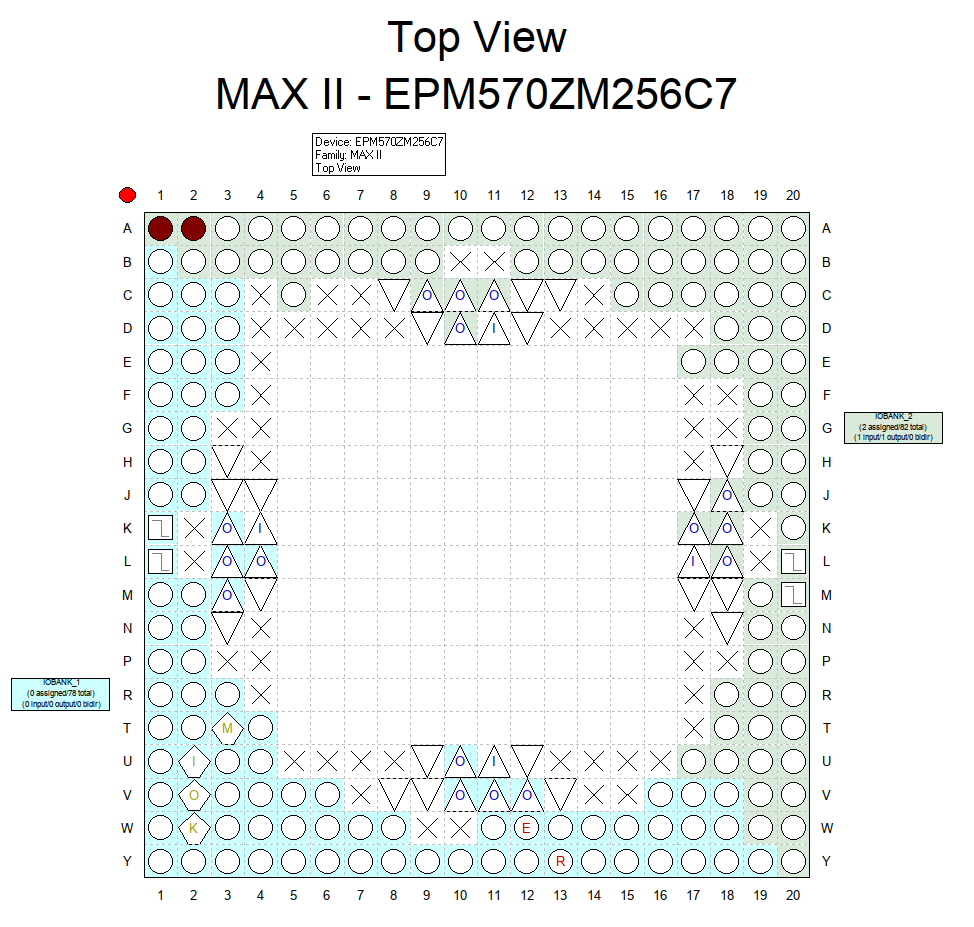 Top View
MAX II - EPM570ZM256C7
Device: EPM570ZM256C7
Family: MAX II
Top View
1 2 3 4 5 6 7 8 9 10 11 12 13 14 15 16 17 18 19 20
A A
B B
C O O O C
D O I D
E E
F F
G G
IOBANK_2
(2 assigned/82 total)
(1 input/1 output/0 bidir)
H H
J O J
K O I O O K
L O O I O L
M O M
N N
P P
IOBANK_1
(0 assigned/78 total)
(0 input/0 output/0 bidir)
R R
T M T
U I O I U
V O O O O V
W K E W
Y R Y
1 2 3 4 5 6 7 8 9 10 11 12 13 14 15 16 17 18 19 20